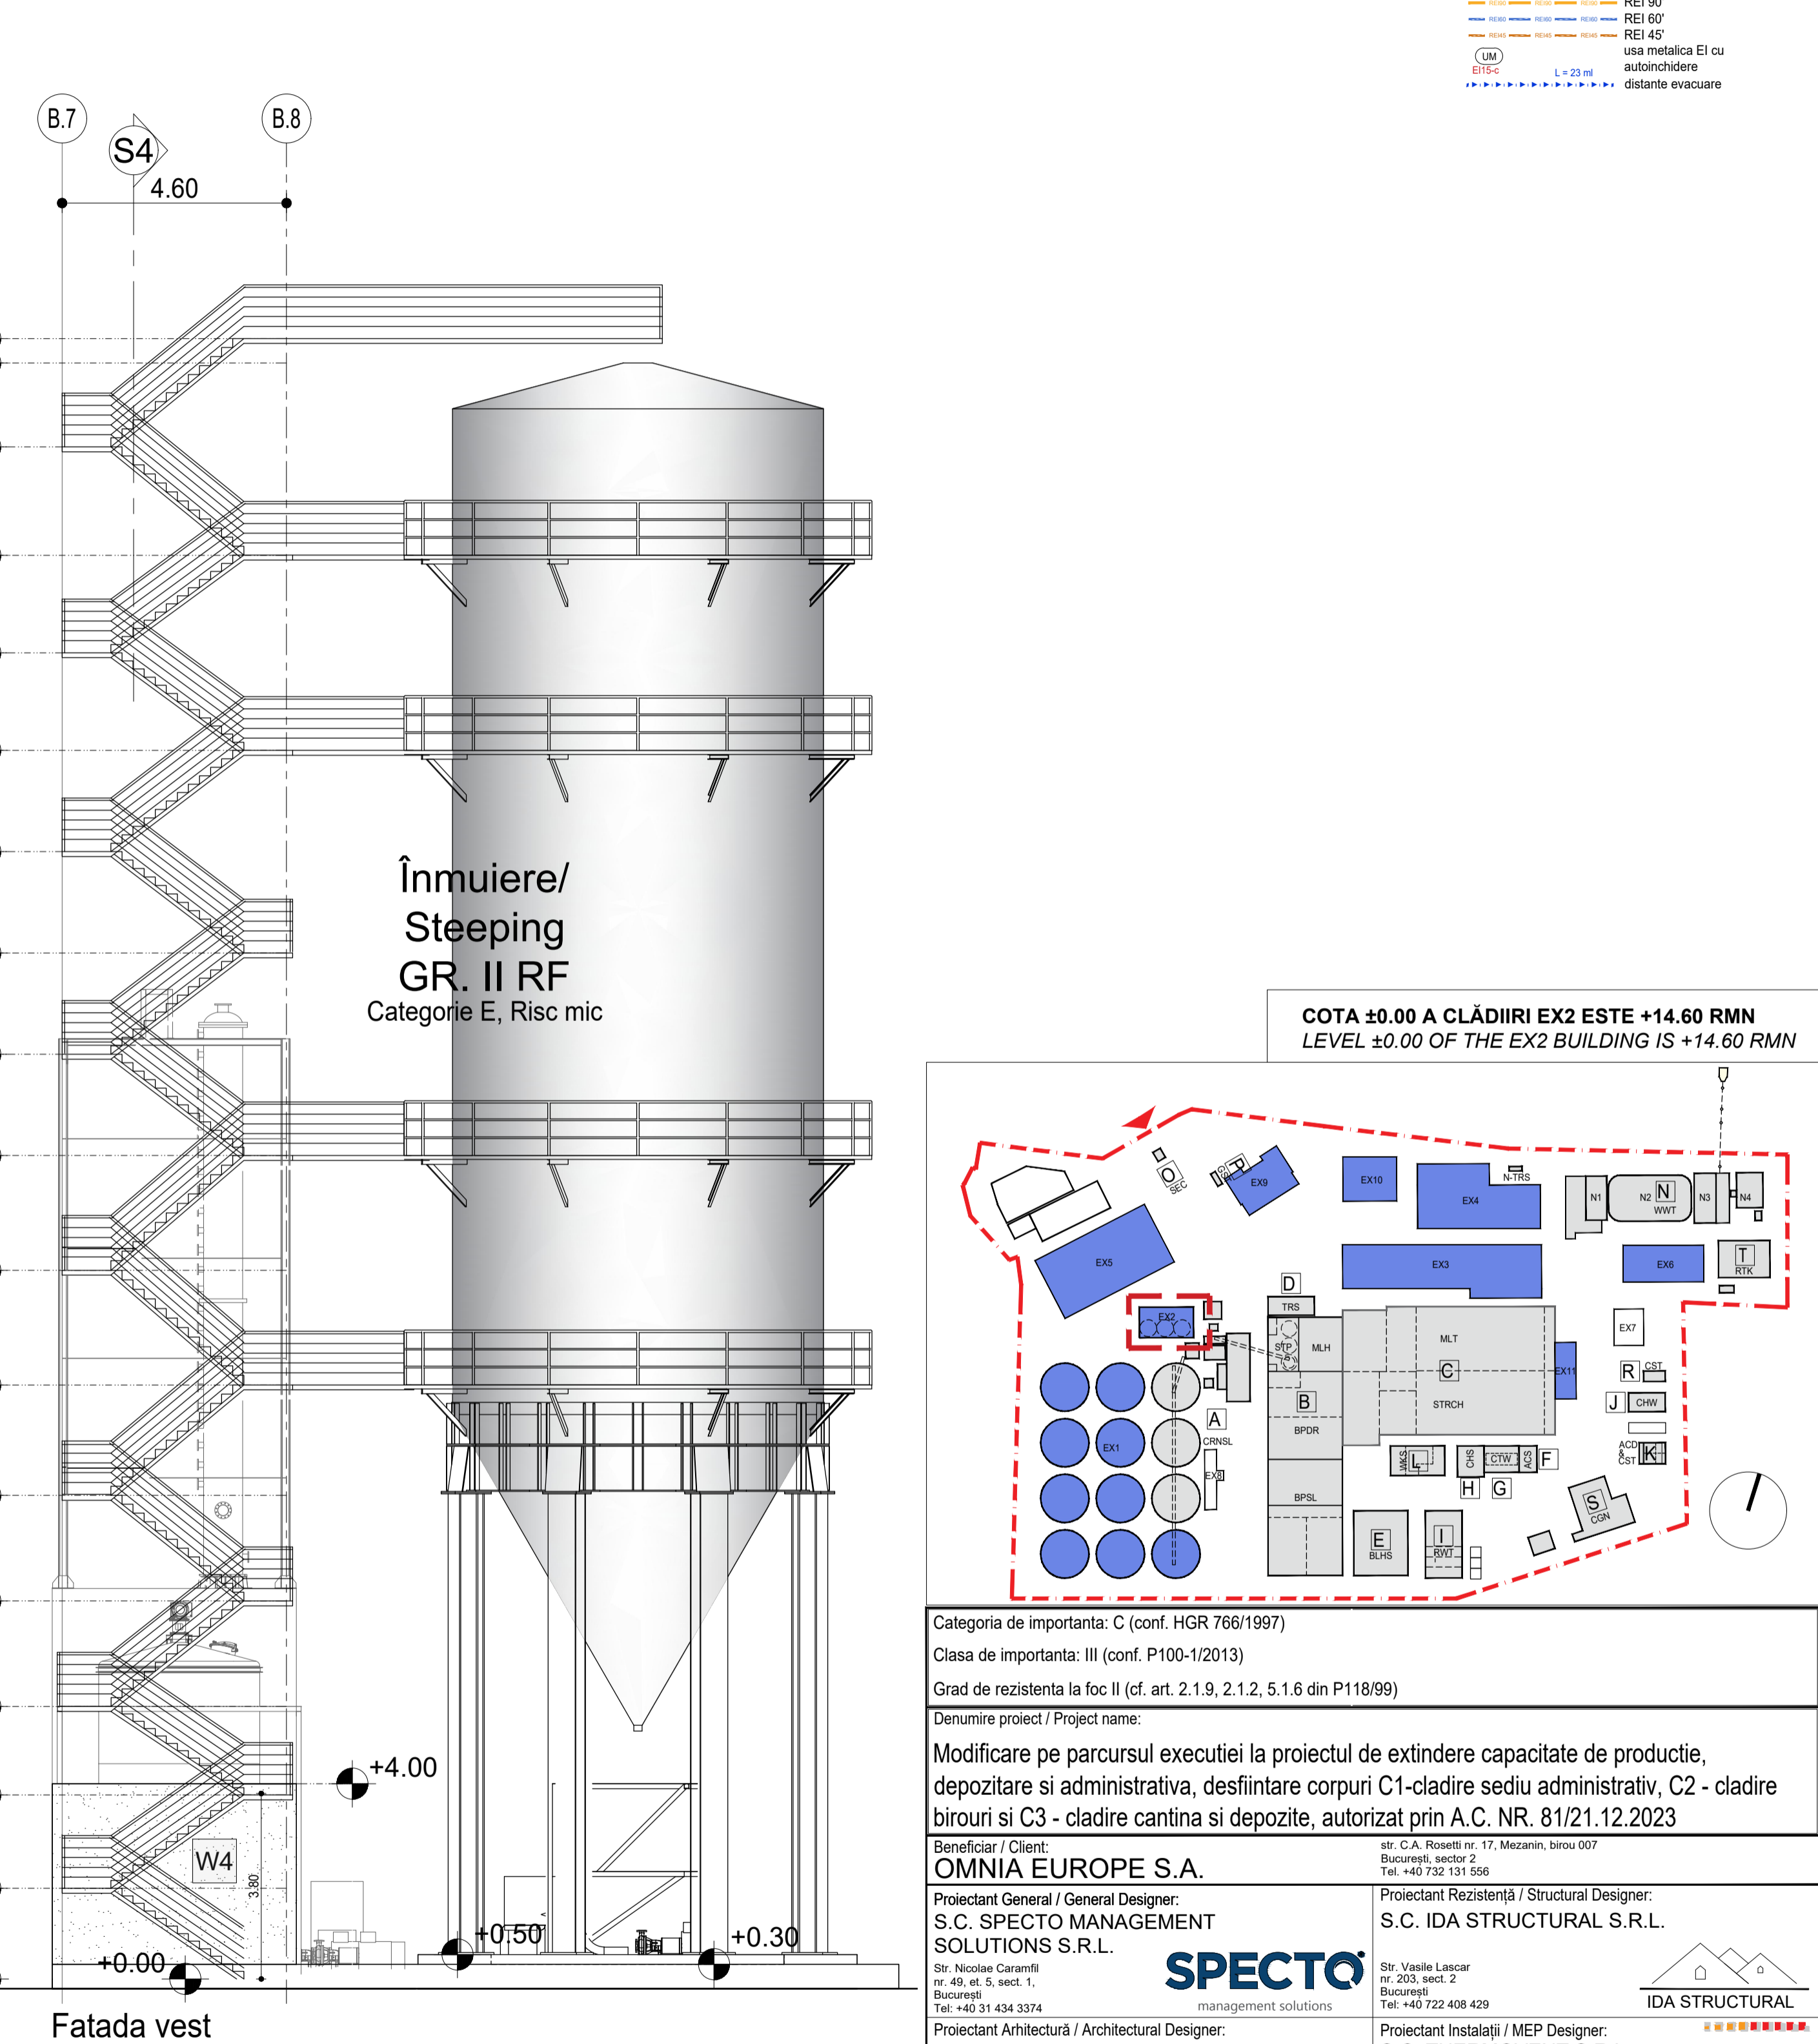 REI90 REI90 REI90 REI 90'
REI60 REI60 REI60 REI 60'
REI45 REI45 REI45 REI 45'
UM
EI15-c
usa metalica EI cu
autoinchidere
L = 23 ml
distante evacuare
B.7
B.8
S4
4.60
Înmuiere/
Steeping
GR. II RF
Categorie E, Risc mic
+4.00
W4
3.80
+0.50
+0.30
+0.00
Fatada vest
COTA ±0.00 A CLĂDIIRI EX2 ESTE +14.60 RMN
LEVEL ±0.00 OF THE EX2 BUILDING IS +14.60 RMN
O
SEC
P
EX9
EX10
EX4
N-TRS
N1
N2
N
WWT
N3
N4
EX5
EX3
EX6
T
RTK
D
TRS
EX2
STP
MLH
MLT
C
STRCH
EX11
EX7
R
CST
J
CHW
ACD
&
CST
K
A
CRNSL
EX8
EX1
B
BPDR
BPSL
WKS
L
CHS
CTW
ACS
F
H
G
E
BLHS
I
RWT
S
CGN
Categoria de importanta: C (conf. HGR 766/1997)
Clasa de importanta: III (conf. P100-1/2013)
Grad de rezistenta la foc II (cf. art. 2.1.9, 2.1.2, 5.1.6 din P118/99)
Denumire proiect / Project name:
Modificare pe parcursul executiei la proiectul de extindere capacitate de productie,
depozitare si administrativa, desfiintare corpuri C1-cladire sediu administrativ, C2 - cladire
birouri si C3 - cladire cantina si depozite, autorizat prin A.C. NR. 81/21.12.2023
Beneficiar / Client:
OMNIA EUROPE S.A.
str. C.A. Rosetti nr. 17, Mezanin, birou 007
București, sector 2
Tel. +40 732 131 556
Proiectant General / General Designer:
S.C. SPECTO MANAGEMENT
SOLUTIONS S.R.L.
Str. Nicolae Caramfil
nr. 49, et. 5, sect. 1,
București
Tel: +40 31 434 3374
SPECTO
management solutions
Proiectant Rezistență / Structural Designer:
S.C. IDA STRUCTURAL S.R.L.
Str. Vasile Lascar
nr. 203, sect. 2
București
Tel: +40 722 408 429
IDA STRUCTURAL
Proiectant Arhitectură / Architectural Designer:
Proiectant Instalații / MEP Designer: